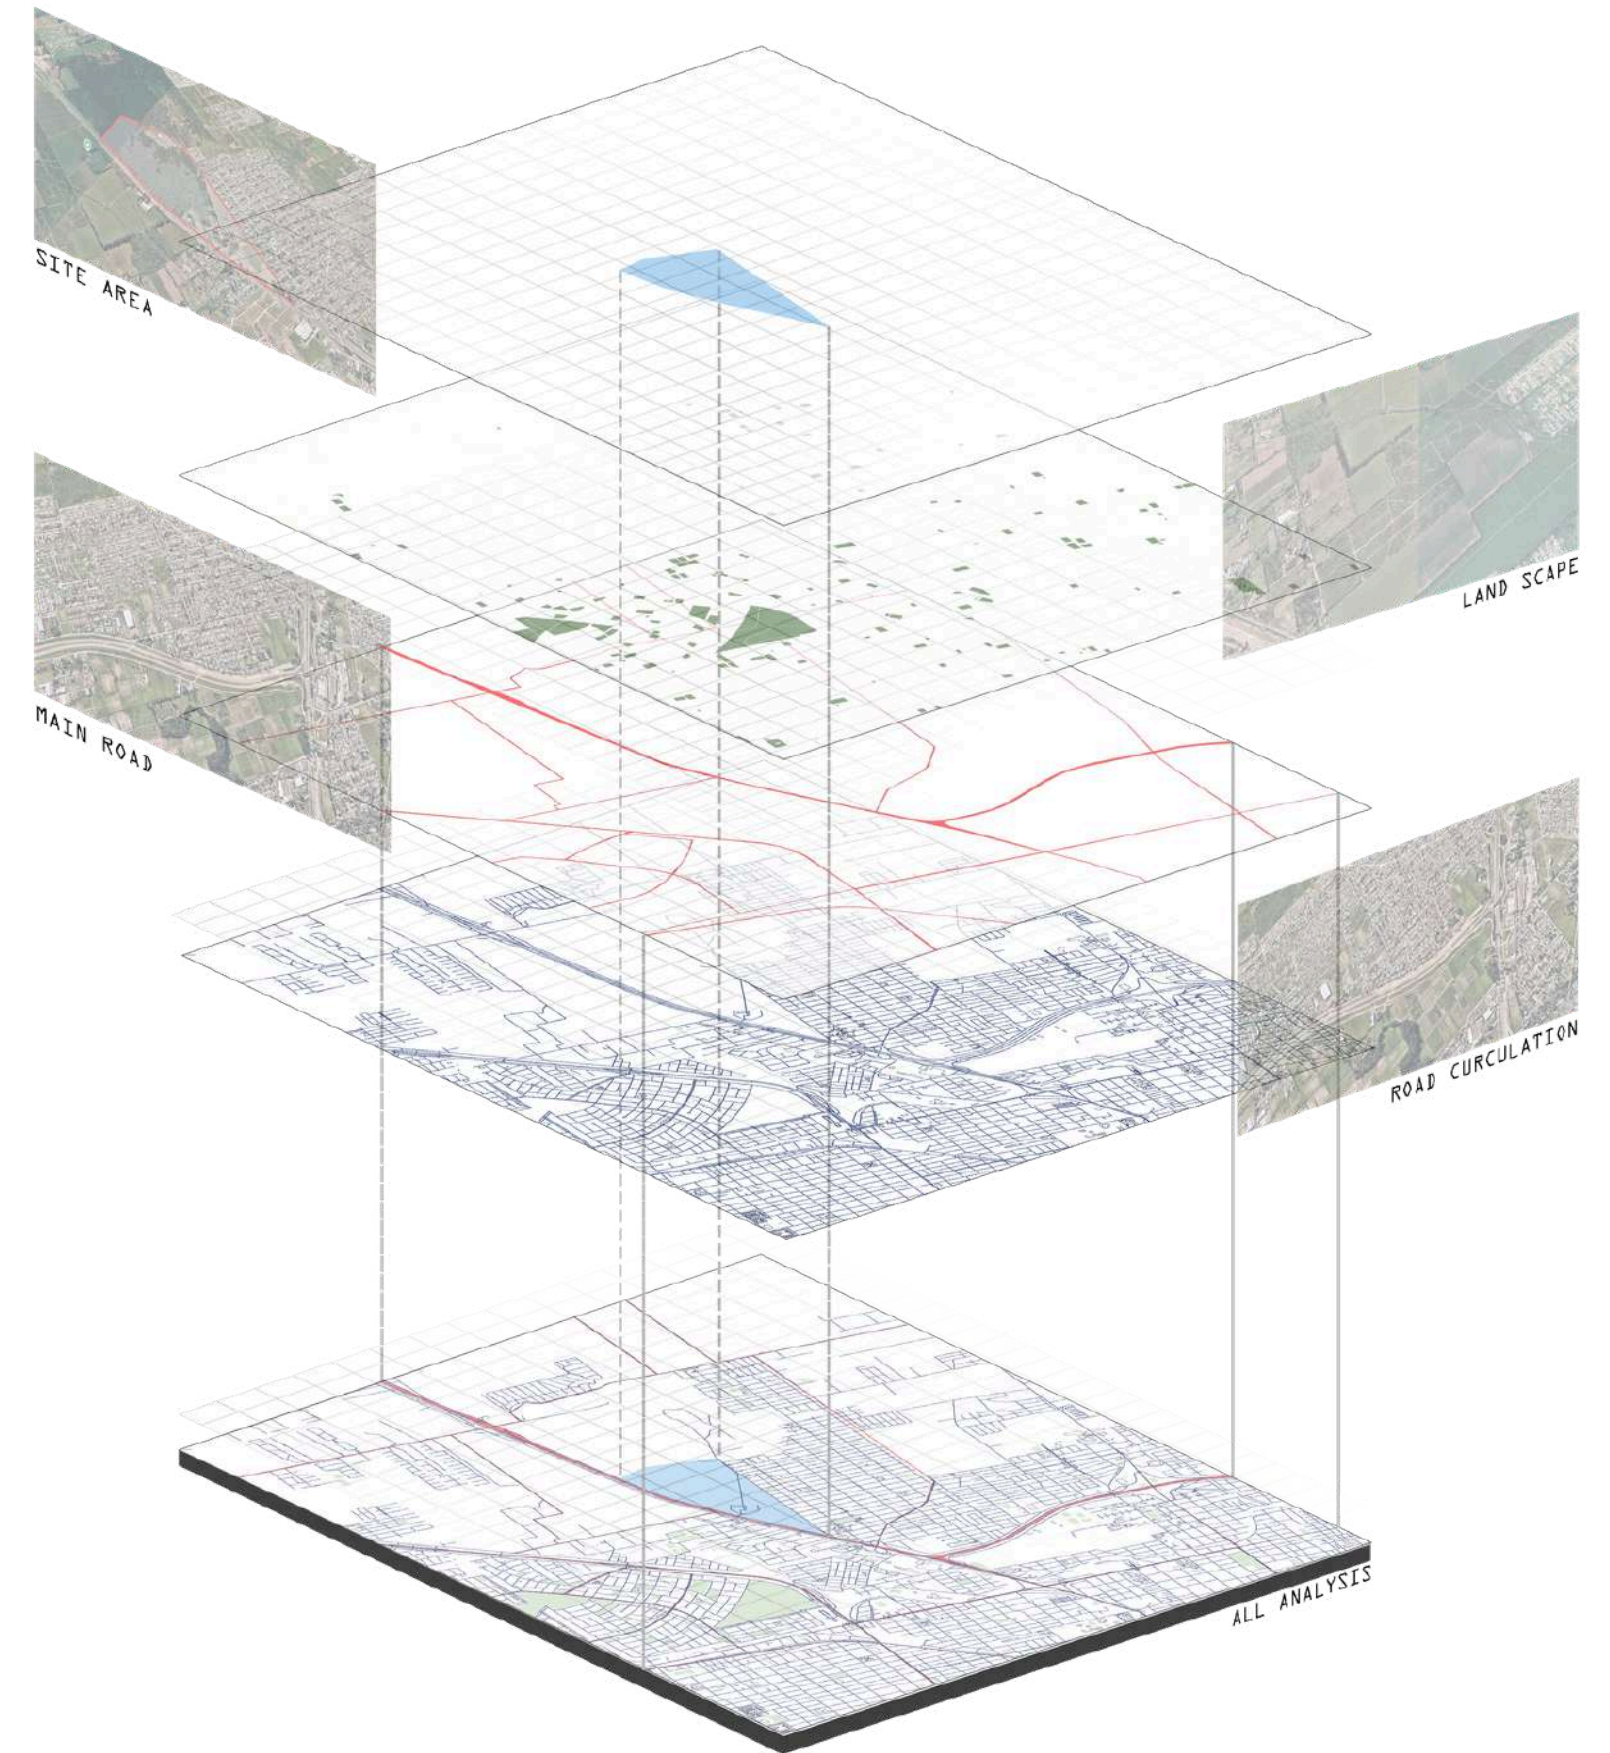 SITE AREA
LAND SCAPE
MAIN ROAD
ROAD CURCULATION
ALL ANALYSIS